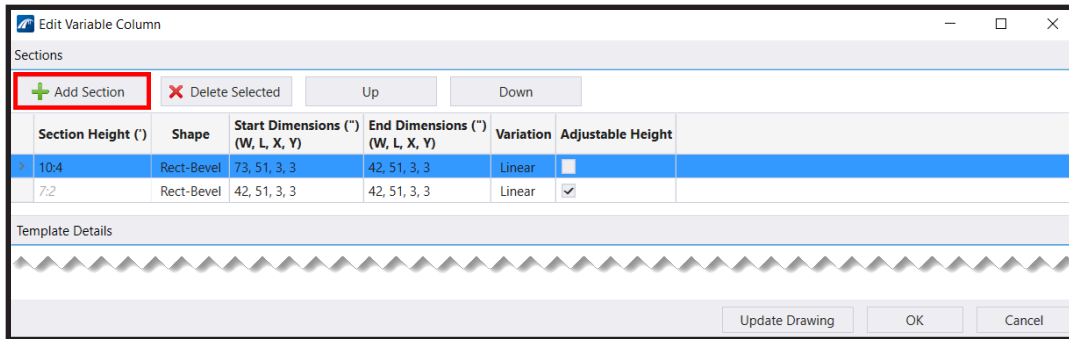 Edit Variable Column
Sections
Add Section Delete Selected Up Down
Section Height (') Shape Start Dimensions (") (W, L, X, Y) End Dimensions (") (W, L, X, Y) Variation Adjustable Height
10:4 Rect-Bevel 73, 51, 3, 3 42, 51, 3, 3 Linear
7:2 Rect-Bevel 42, 51, 3, 3 42, 51, 3, 3 Linear
Template Details
Update Drawing OK Cancel